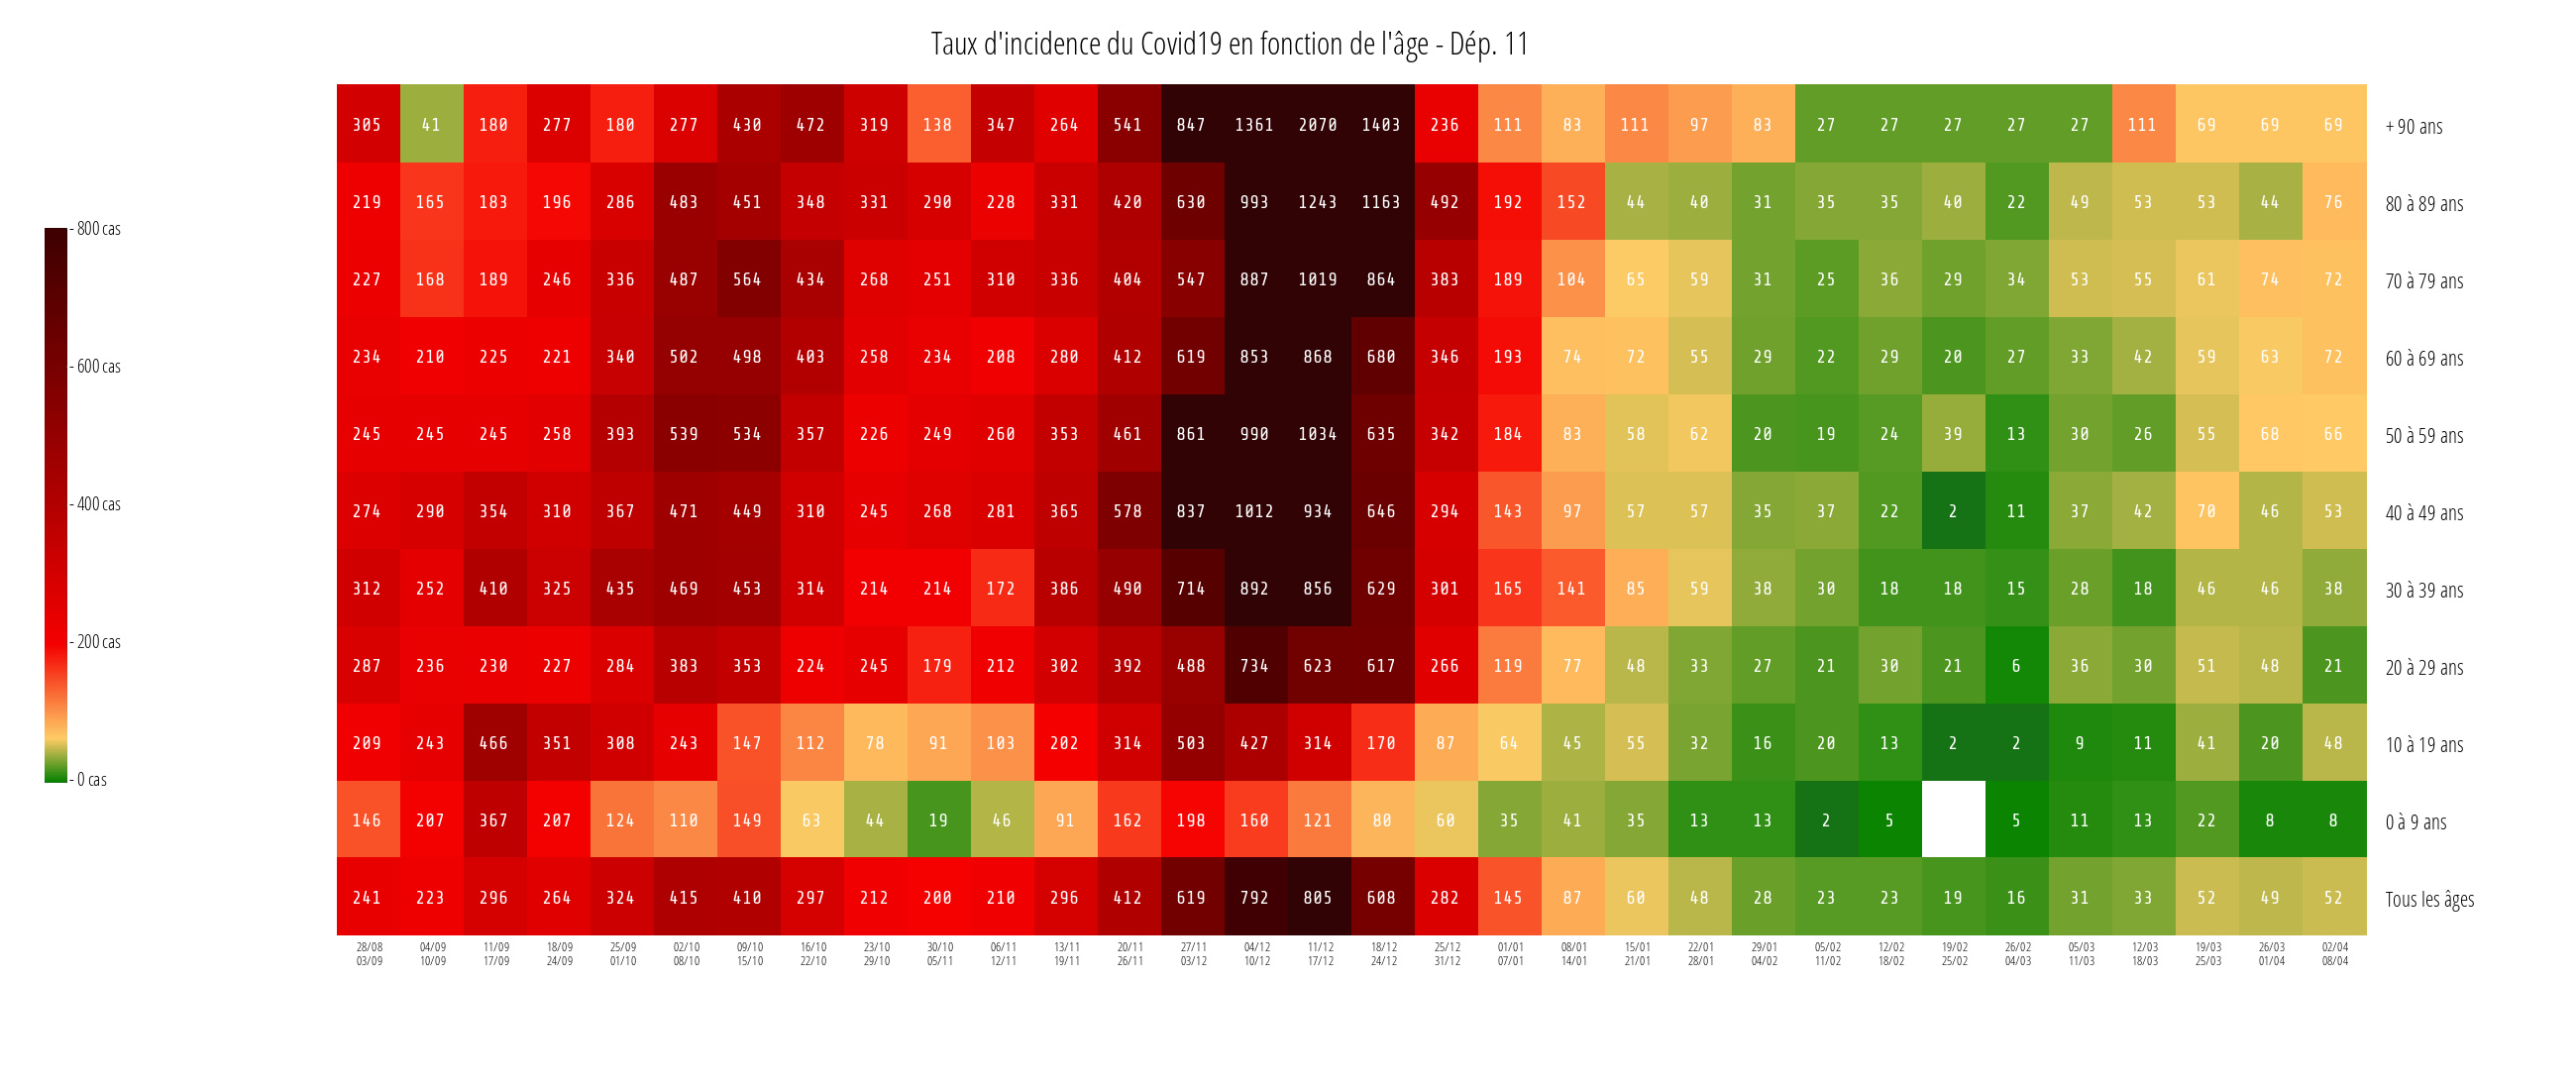 Taux d'incidence du Covid19 en fonction de l'âge - Dép. 11
305 41 180 277 180 277 430 472 319 138 347 264 541 847 1361 2070 1403 236 111 83 111 97 83 27 27 27 27 27 111 69 69 69 + 90 ans
219 165 183 196 286 483 451 348 331 290 228 331 420 630 993 1243 1163 492 192 152 44 40 31 35 35 40 22 49 53 53 44 76 80 à 89 ans
- 800 cas
227 168 189 246 336 487 564 434 268 251 310 336 404 547 887 1019 864 383 189 104 65 59 31 25 36 29 34 53 55 61 74 72 70 à 79 ans
234 210 225 221 340 502 498 403 258 234 208 280 412 619 853 868 680 346 193 74 72 55 29 22 29 20 27 33 42 59 63 72 60 à 69 ans
- 600 cas
245 245 245 258 393 539 534 357 226 249 260 353 461 861 990 1034 635 342 184 83 58 62 20 19 24 39 13 30 26 55 68 66 50 à 59 ans
- 400 cas
274 290 354 310 367 471 449 310 245 268 281 365 578 837 1012 934 646 294 143 97 57 57 35 37 22 2 11 37 42 70 46 53 40 à 49 ans
312 252 410 325 435 469 453 314 214 214 172 386 490 714 892 856 629 301 165 141 85 59 38 30 18 18 15 28 18 46 46 38 30 à 39 ans
- 200 cas
287 236 230 227 284 383 353 224 245 179 212 302 392 488 734 623 617 266 119 77 48 33 27 21 30 21 6 36 30 51 48 21 20 à 29 ans
209 243 466 351 308 243 147 112 78 91 103 202 314 503 427 314 170 87 64 45 55 32 16 20 13 2 2 9 11 41 20 48 10 à 19 ans
- 0 cas
146 207 367 207 124 110 149 63 44 19 46 91 162 198 160 121 80 60 35 41 35 13 13 2 5 5 11 13 22 8 8 0 à 9 ans
241 223 296 264 324 415 410 297 212 200 210 296 412 619 792 805 608 282 145 87 60 48 28 23 23 19 16 31 33 52 49 52 Tous les âges
28/08 04/09 11/09 18/09 25/09 02/10 09/10 16/10 23/10 30/10 06/11 13/11 20/11 27/11 04/12 11/12 18/12 25/12 01/01 08/01 15/01 22/01 29/01 05/02 12/02 19/02 26/02 05/03 12/03 19/03 26/03 02/04
03/09 10/09 17/09 24/09 01/10 08/10 15/10 22/10 29/10 05/11 12/11 19/11 26/11 03/12 10/12 17/12 24/12 31/12 07/01 14/01 21/01 28/01 04/02 11/02 18/02 25/02 04/03 11/03 18/03 25/03 01/04 08/04